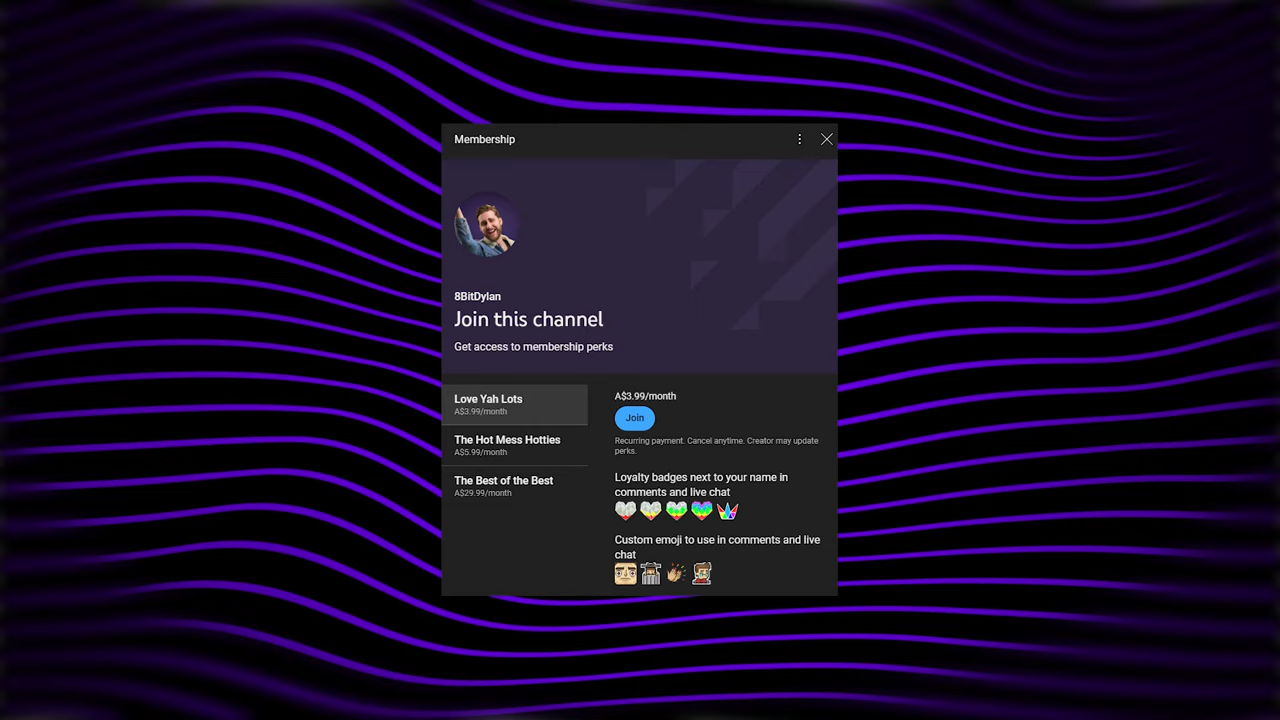 Membership
8BitDylan
Join this channel
Get access to membership perks
Love Yah Lots
A$3.99/month
The Hot Mess Hotties
A$5.99/month
The Best of the Best
A$29.99/month
A$3.99/month
Join
Recurring payment. Cancel anytime. Creator may update
perks.
Loyalty badges next to your name in
comments and live chat
Custom emoji to use in comments and live
chat